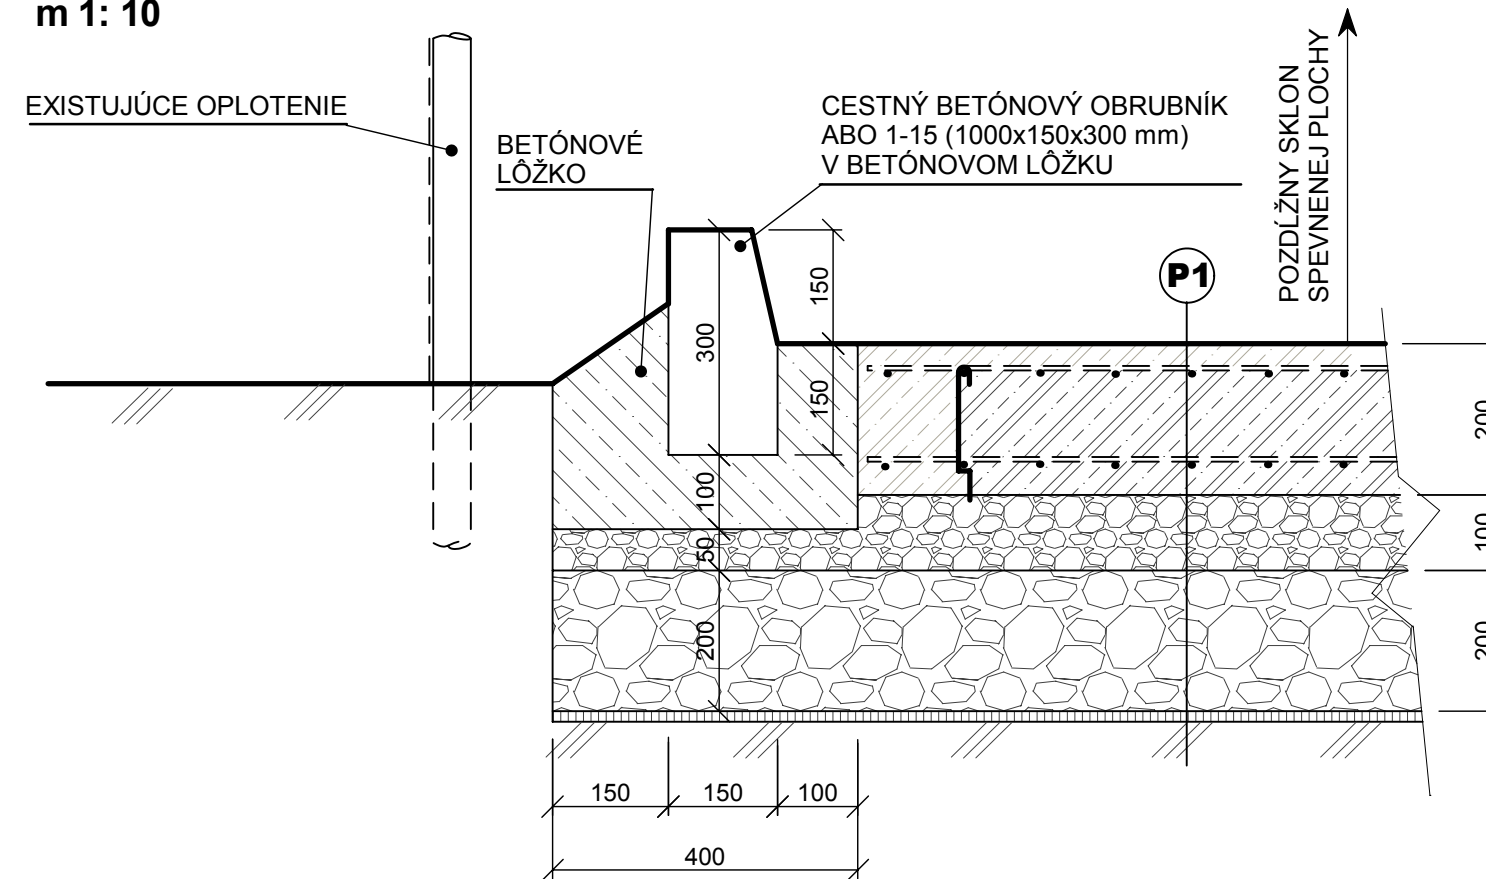 m 1: 10
EXISTUJÚCE OPLOTENIE
BETÓNOVÉ
LÔŽKO
CESTNÝ BETÓNOVÝ OBRUBNÍK
ABO 1-15 (1000x150x300 mm)
V BETÓNOVOM LÔŽKU
POZDĹŽNY SKLON
SPEVNENEJ PLOCHY
P1
150
300
150
200
100
100
50
200
200
150
150
100
400